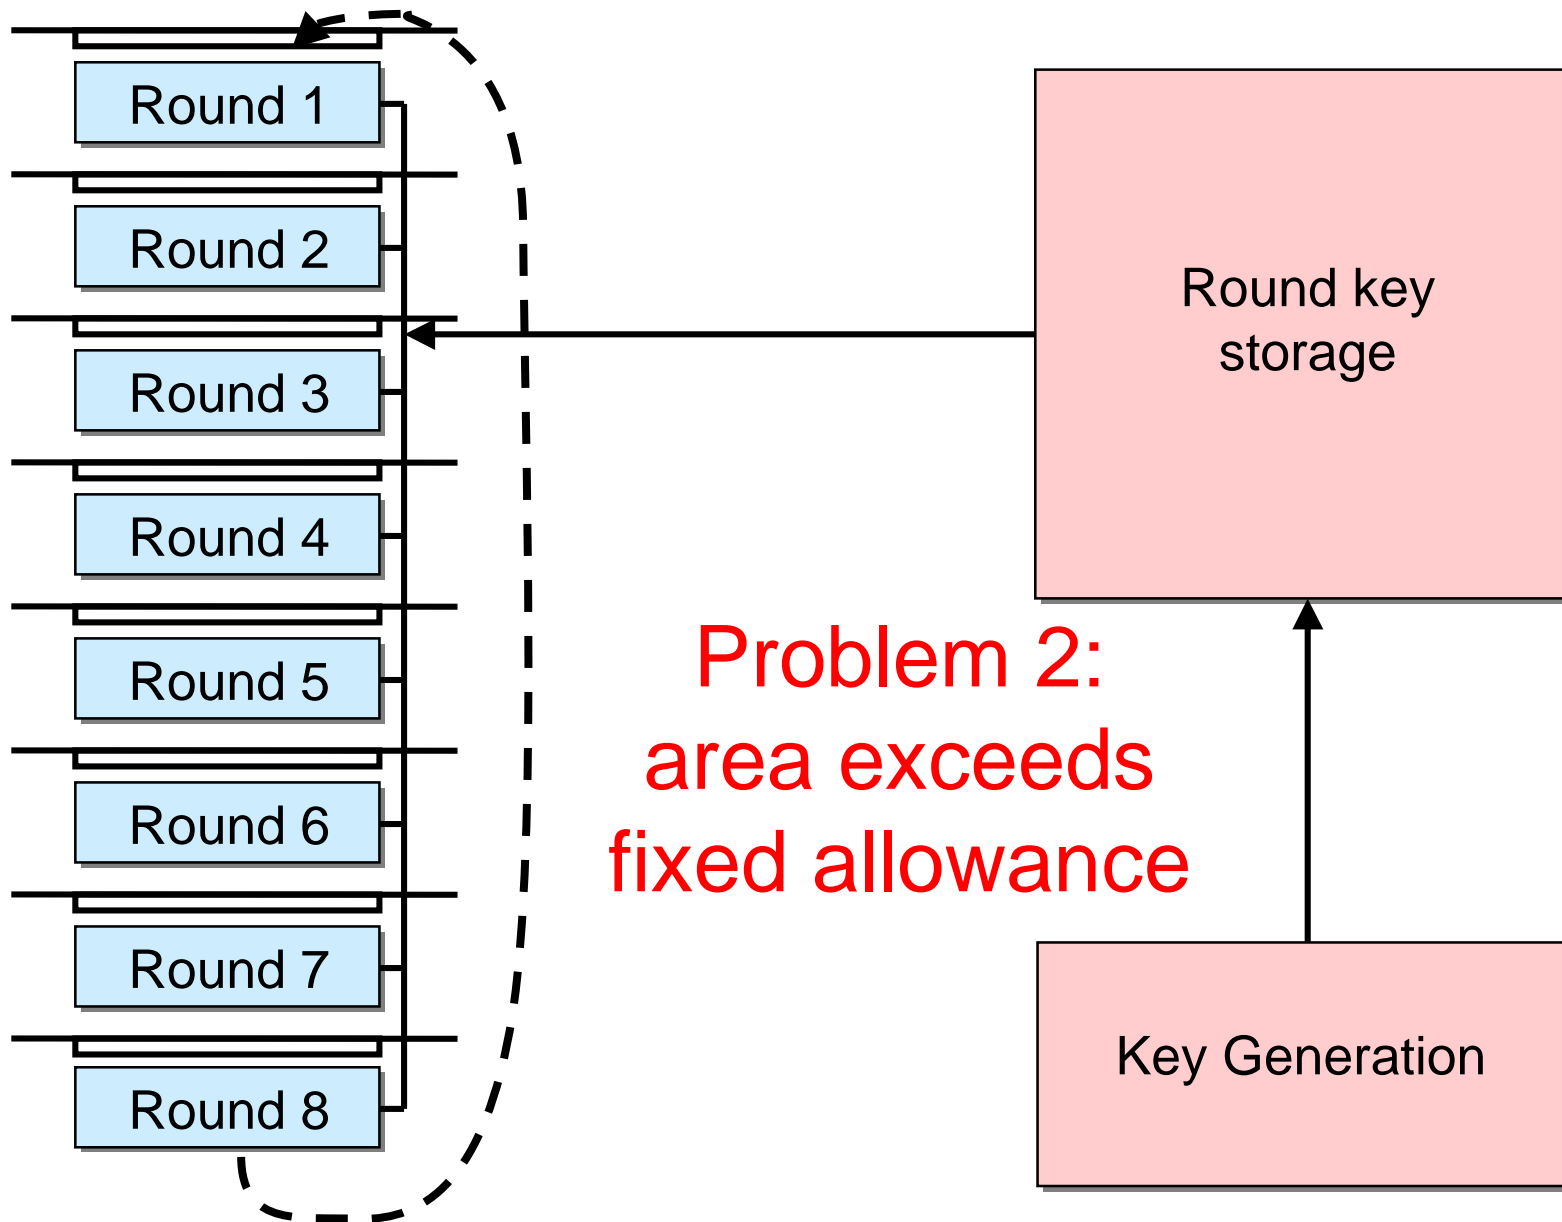 Round 1
Round 2
Round 3
Round 4
Round 5
Round 6
Round 7
Round 8
Round key
storage
Problem 2:
area exceeds
fixed allowance
Key Generation